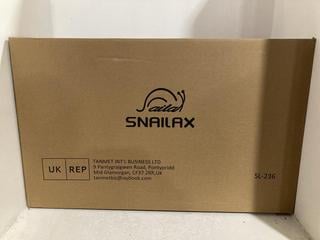 SNAILAX
UK REP
TANMET INT'L BUSINESS LTD
9 Pantygraigwen Road, Pontypridd
Mid Glamorgan, CF37 2RR,UK
tanmetbiz@outlook.com
SL-236